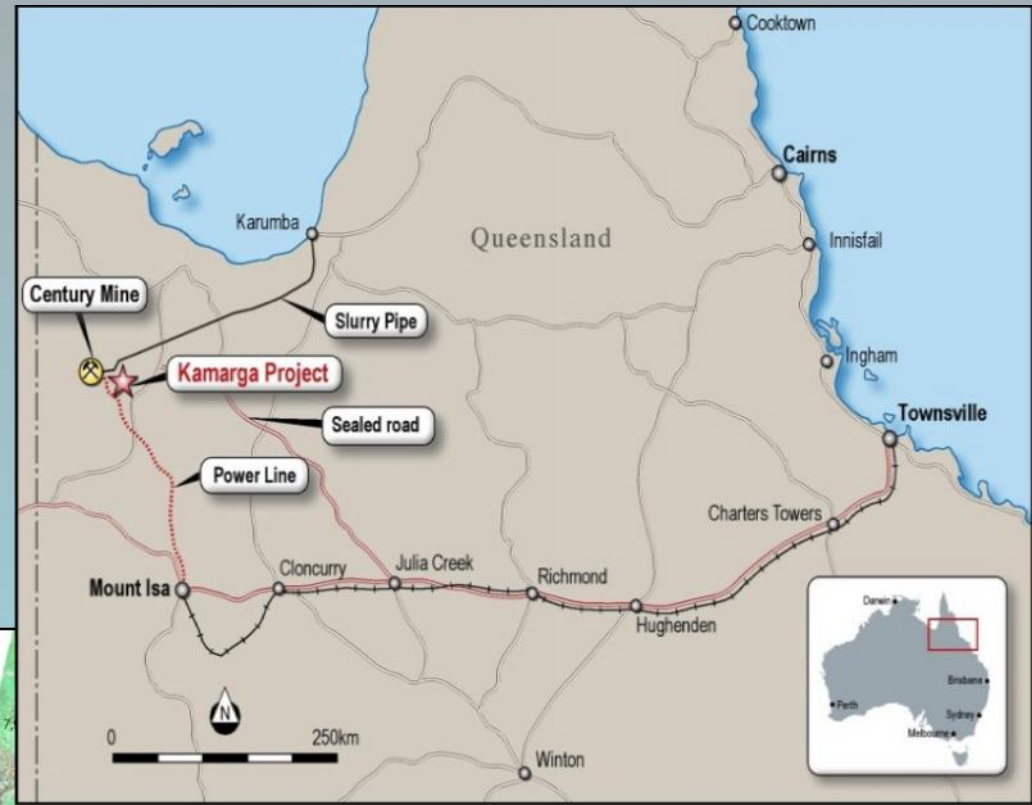 Cooktown
Cairns
Karumba
Queensland
Innisfail
Century Mine
Slurry Pipe
Ingham
Kamarga Project
Sealed road
Townsville
Power Line
Charters Towers
Mount Isa
Cloncurry
Julia Creek
Richmond
Hughenden
Darwin
Brisbane
Perth
Sydney
Melbourne
N
0 250km
Winton